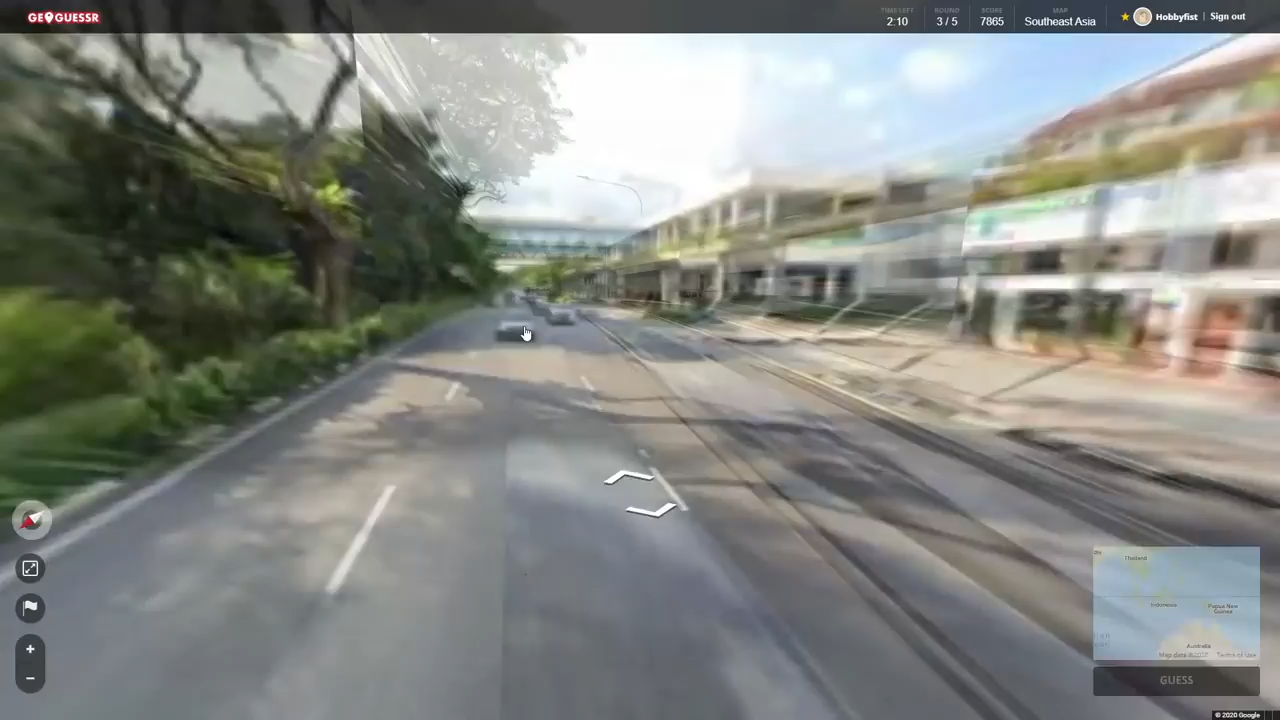 GEOGUESSR
TIME LEFT
2:10
ROUND
3 / 5
SCORE
7865
MAP
Southeast Asia
Hobbyfist
Sign out
Thailand
Indonesia
Papua New
Guinea
Australia
Map data ©2020
Terms of Use
GUESS
© 2020 Google